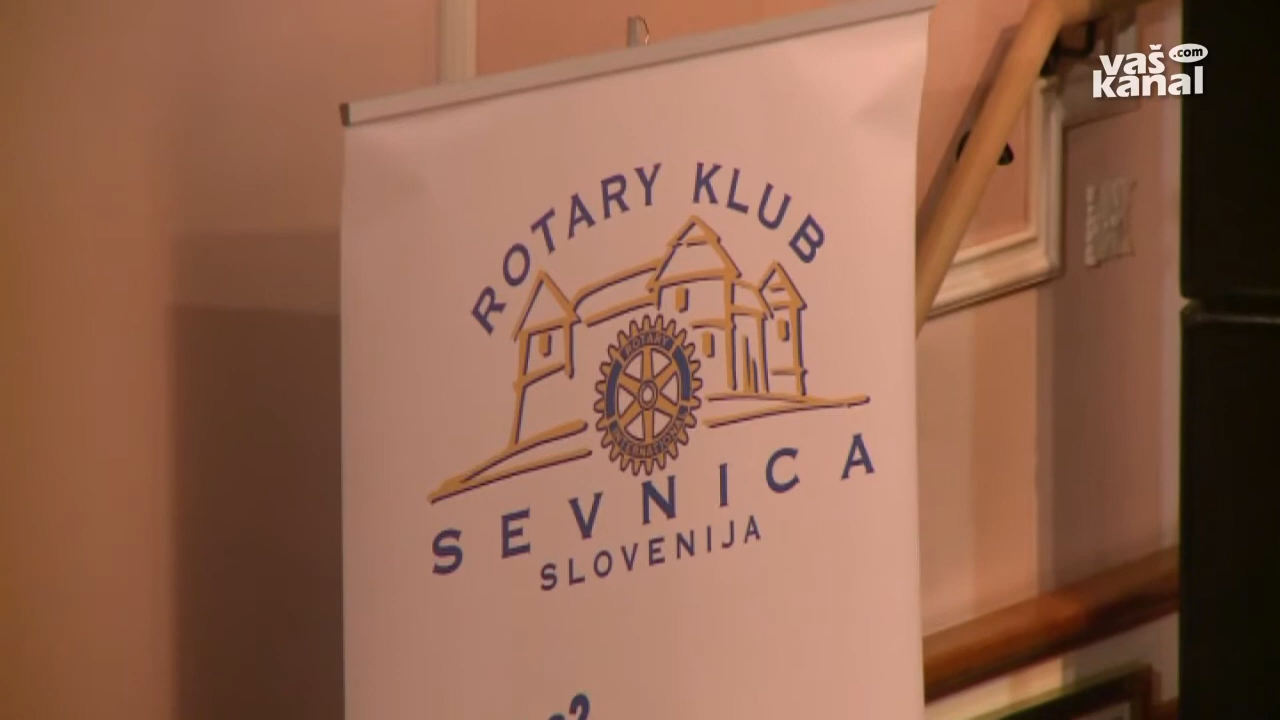 vaš
.com
kanal
ROTARY KLUB
ROTARY
INTERNATIONAL
SEVNICA
SLOVENIJA